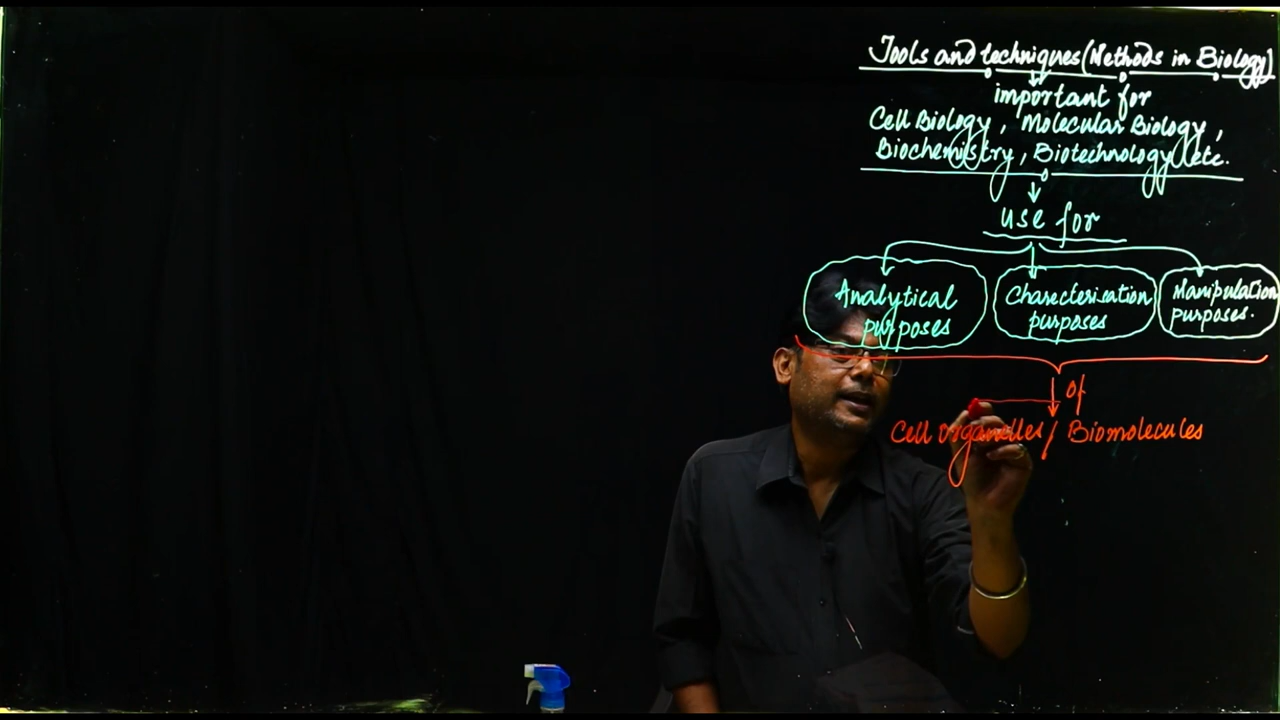 Tools and techniques (Methods in Biology)
important for
Cell Biology, Molecular Biology,
Biochemistry, Biotechnology etc.
use for
Analytical purposes
Charecterisation purposes
Manipulation purposes.
of
Cell organelles / Biomolecules